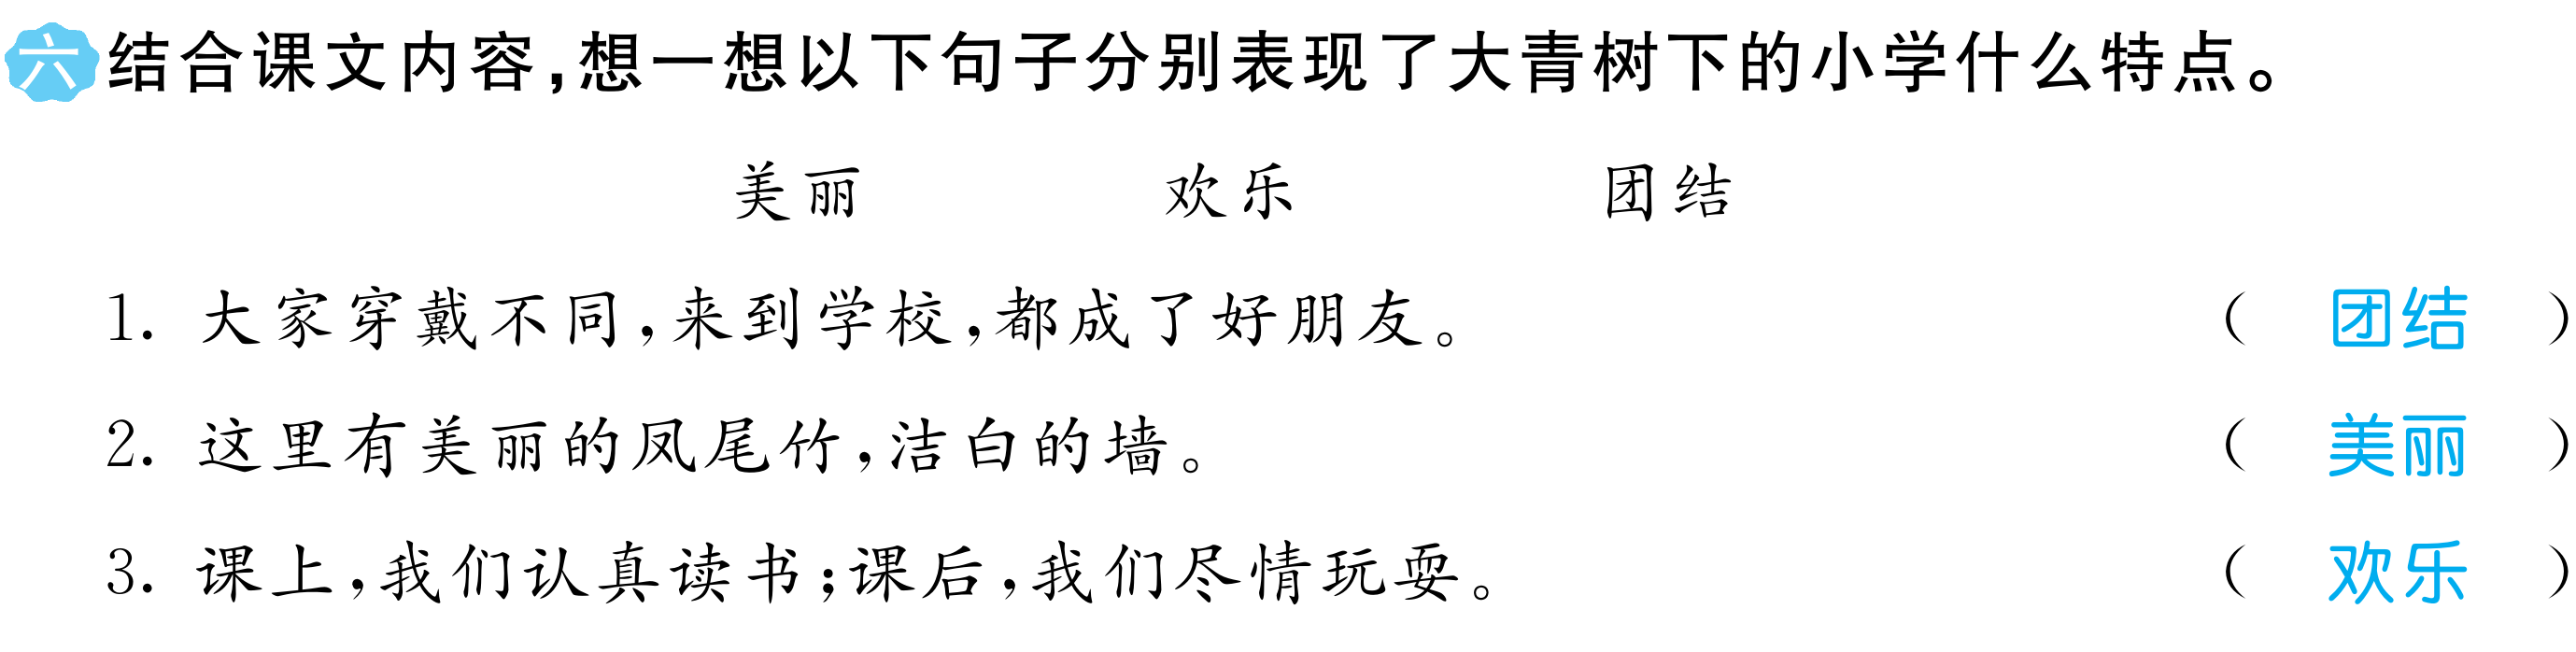 六 结合课文内容,想一想以下句子分别表现了大青树下的小学什么特点。
美丽 欢乐 团结
1. 大家穿戴不同,来到学校,都成了好朋友。 ( 团结 )
2. 这里有美丽的凤尾竹,洁白的墙。 ( 美丽 )
3. 课上,我们认真读书;课后,我们尽情玩耍。 ( 欢乐 )